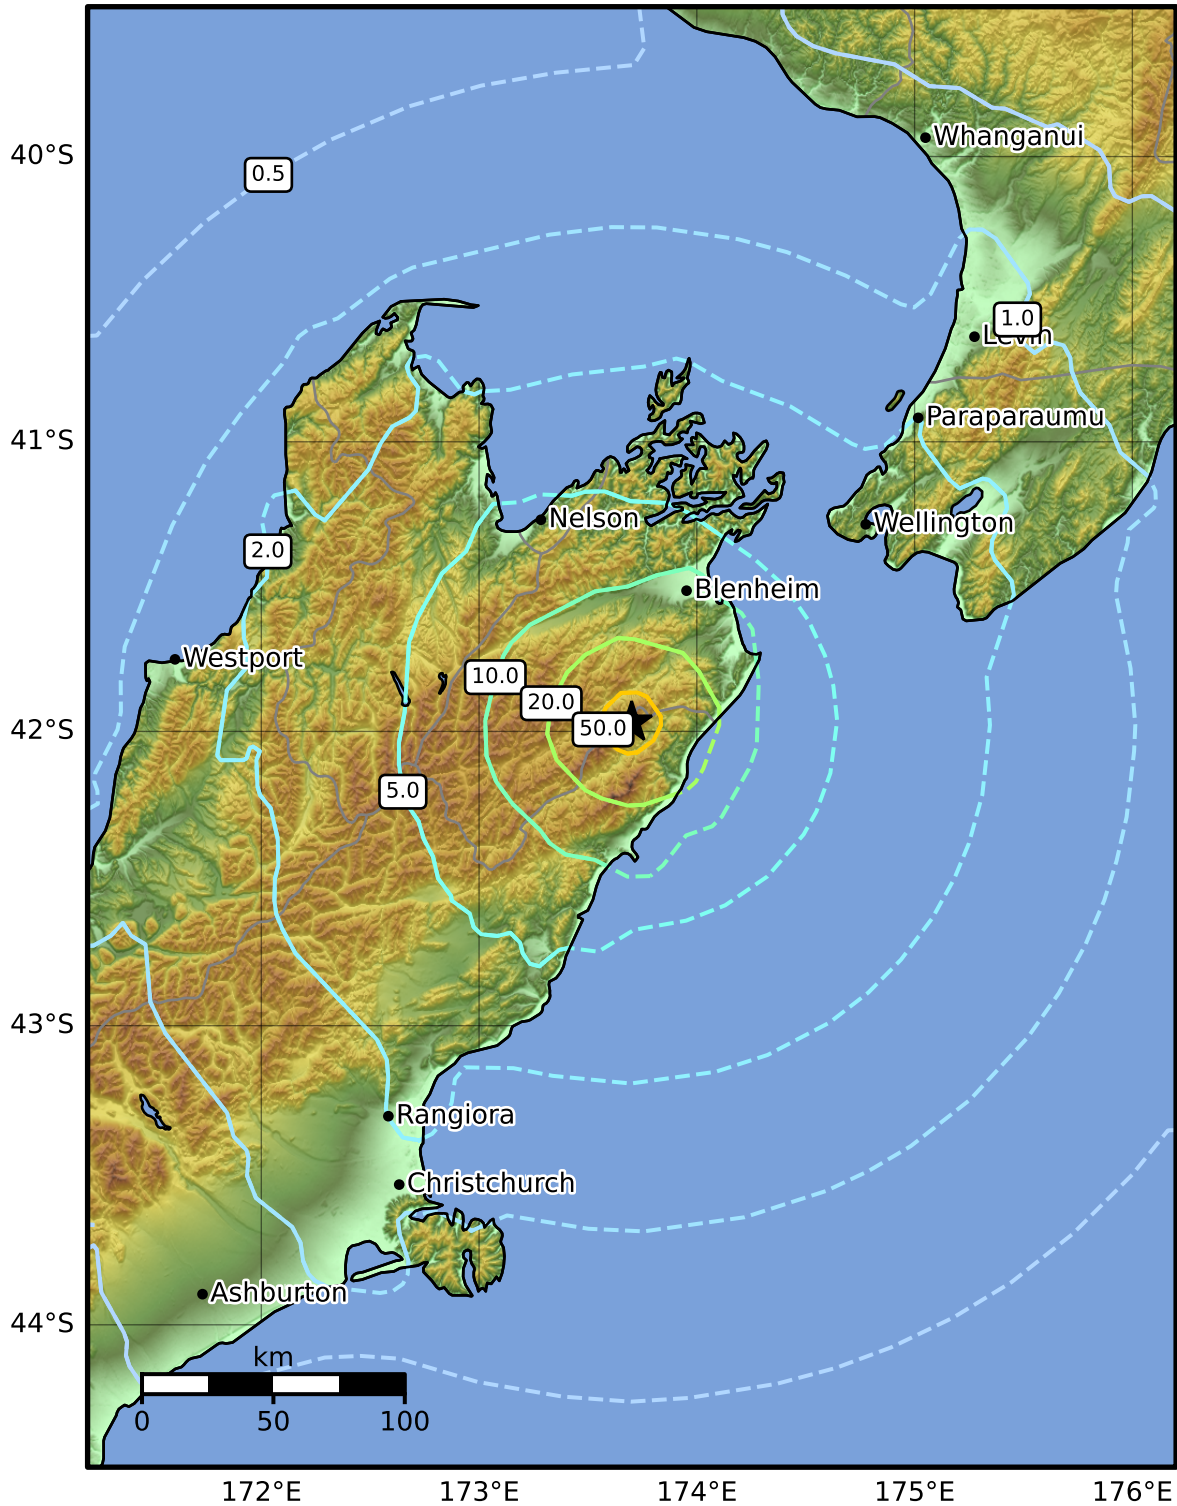 Whanganui
40°S
0.5
1.0
Levin
Paraparaumu
41°S
Nelson
Wellington
2.0
Blenheim
Westport
10.0
20.0
50.0
42°S
5.0
43°S
Rangiora
Christchurch
Ashburton
44°S
km
0 50 100
172°E 173°E 174°E 175°E 176°E